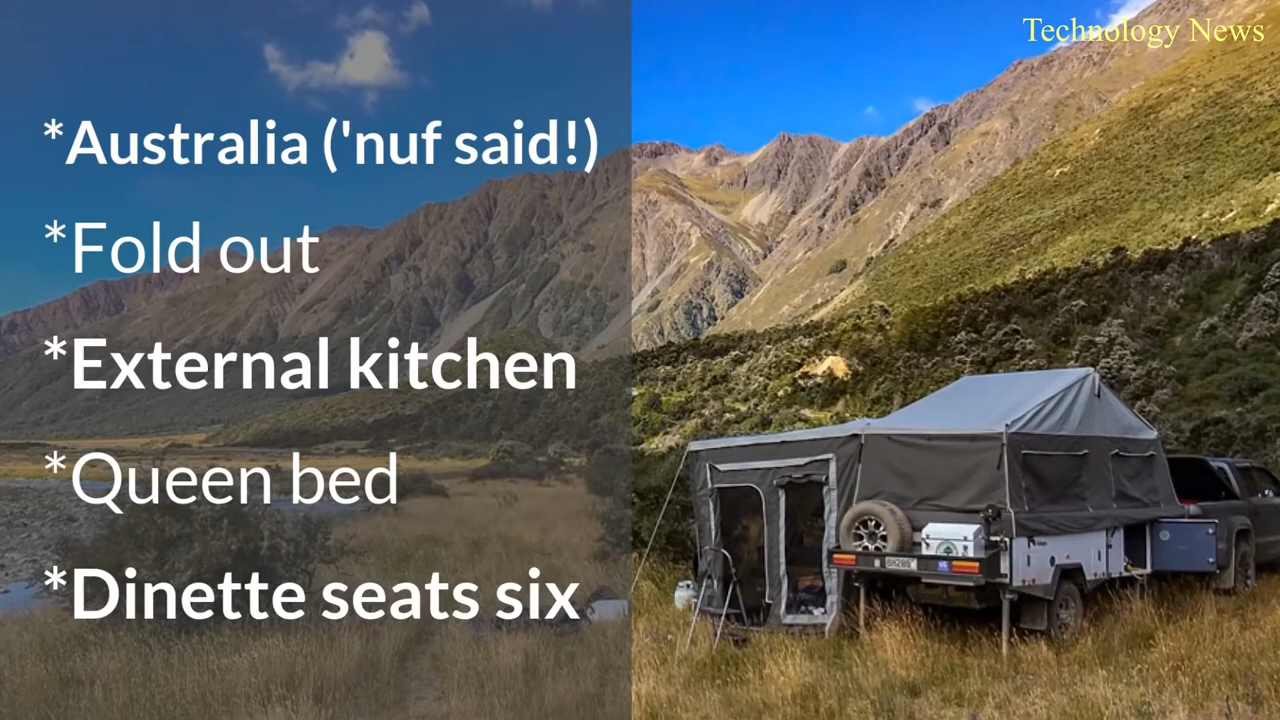 Technology News
*Australia ('nuf said!)
*Fold out
*External kitchen
*Queen bed
*Dinette seats six